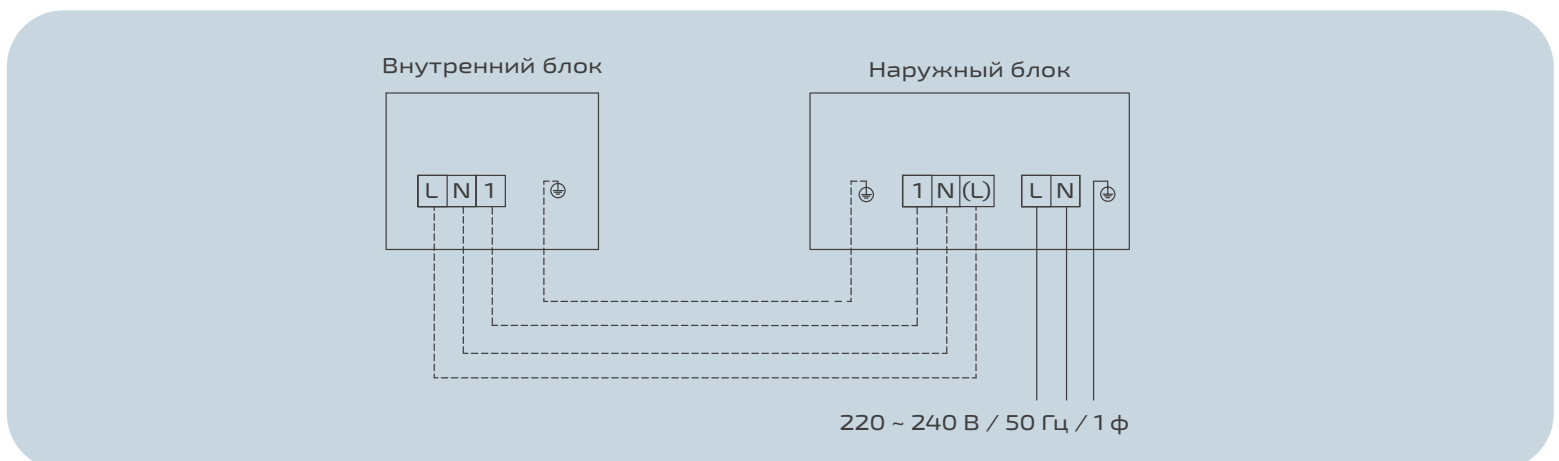 Внутренний блок
Наружный блок
L N 1
1 N (L)
L N
220 ~ 240 В / 50 Гц / 1 ф